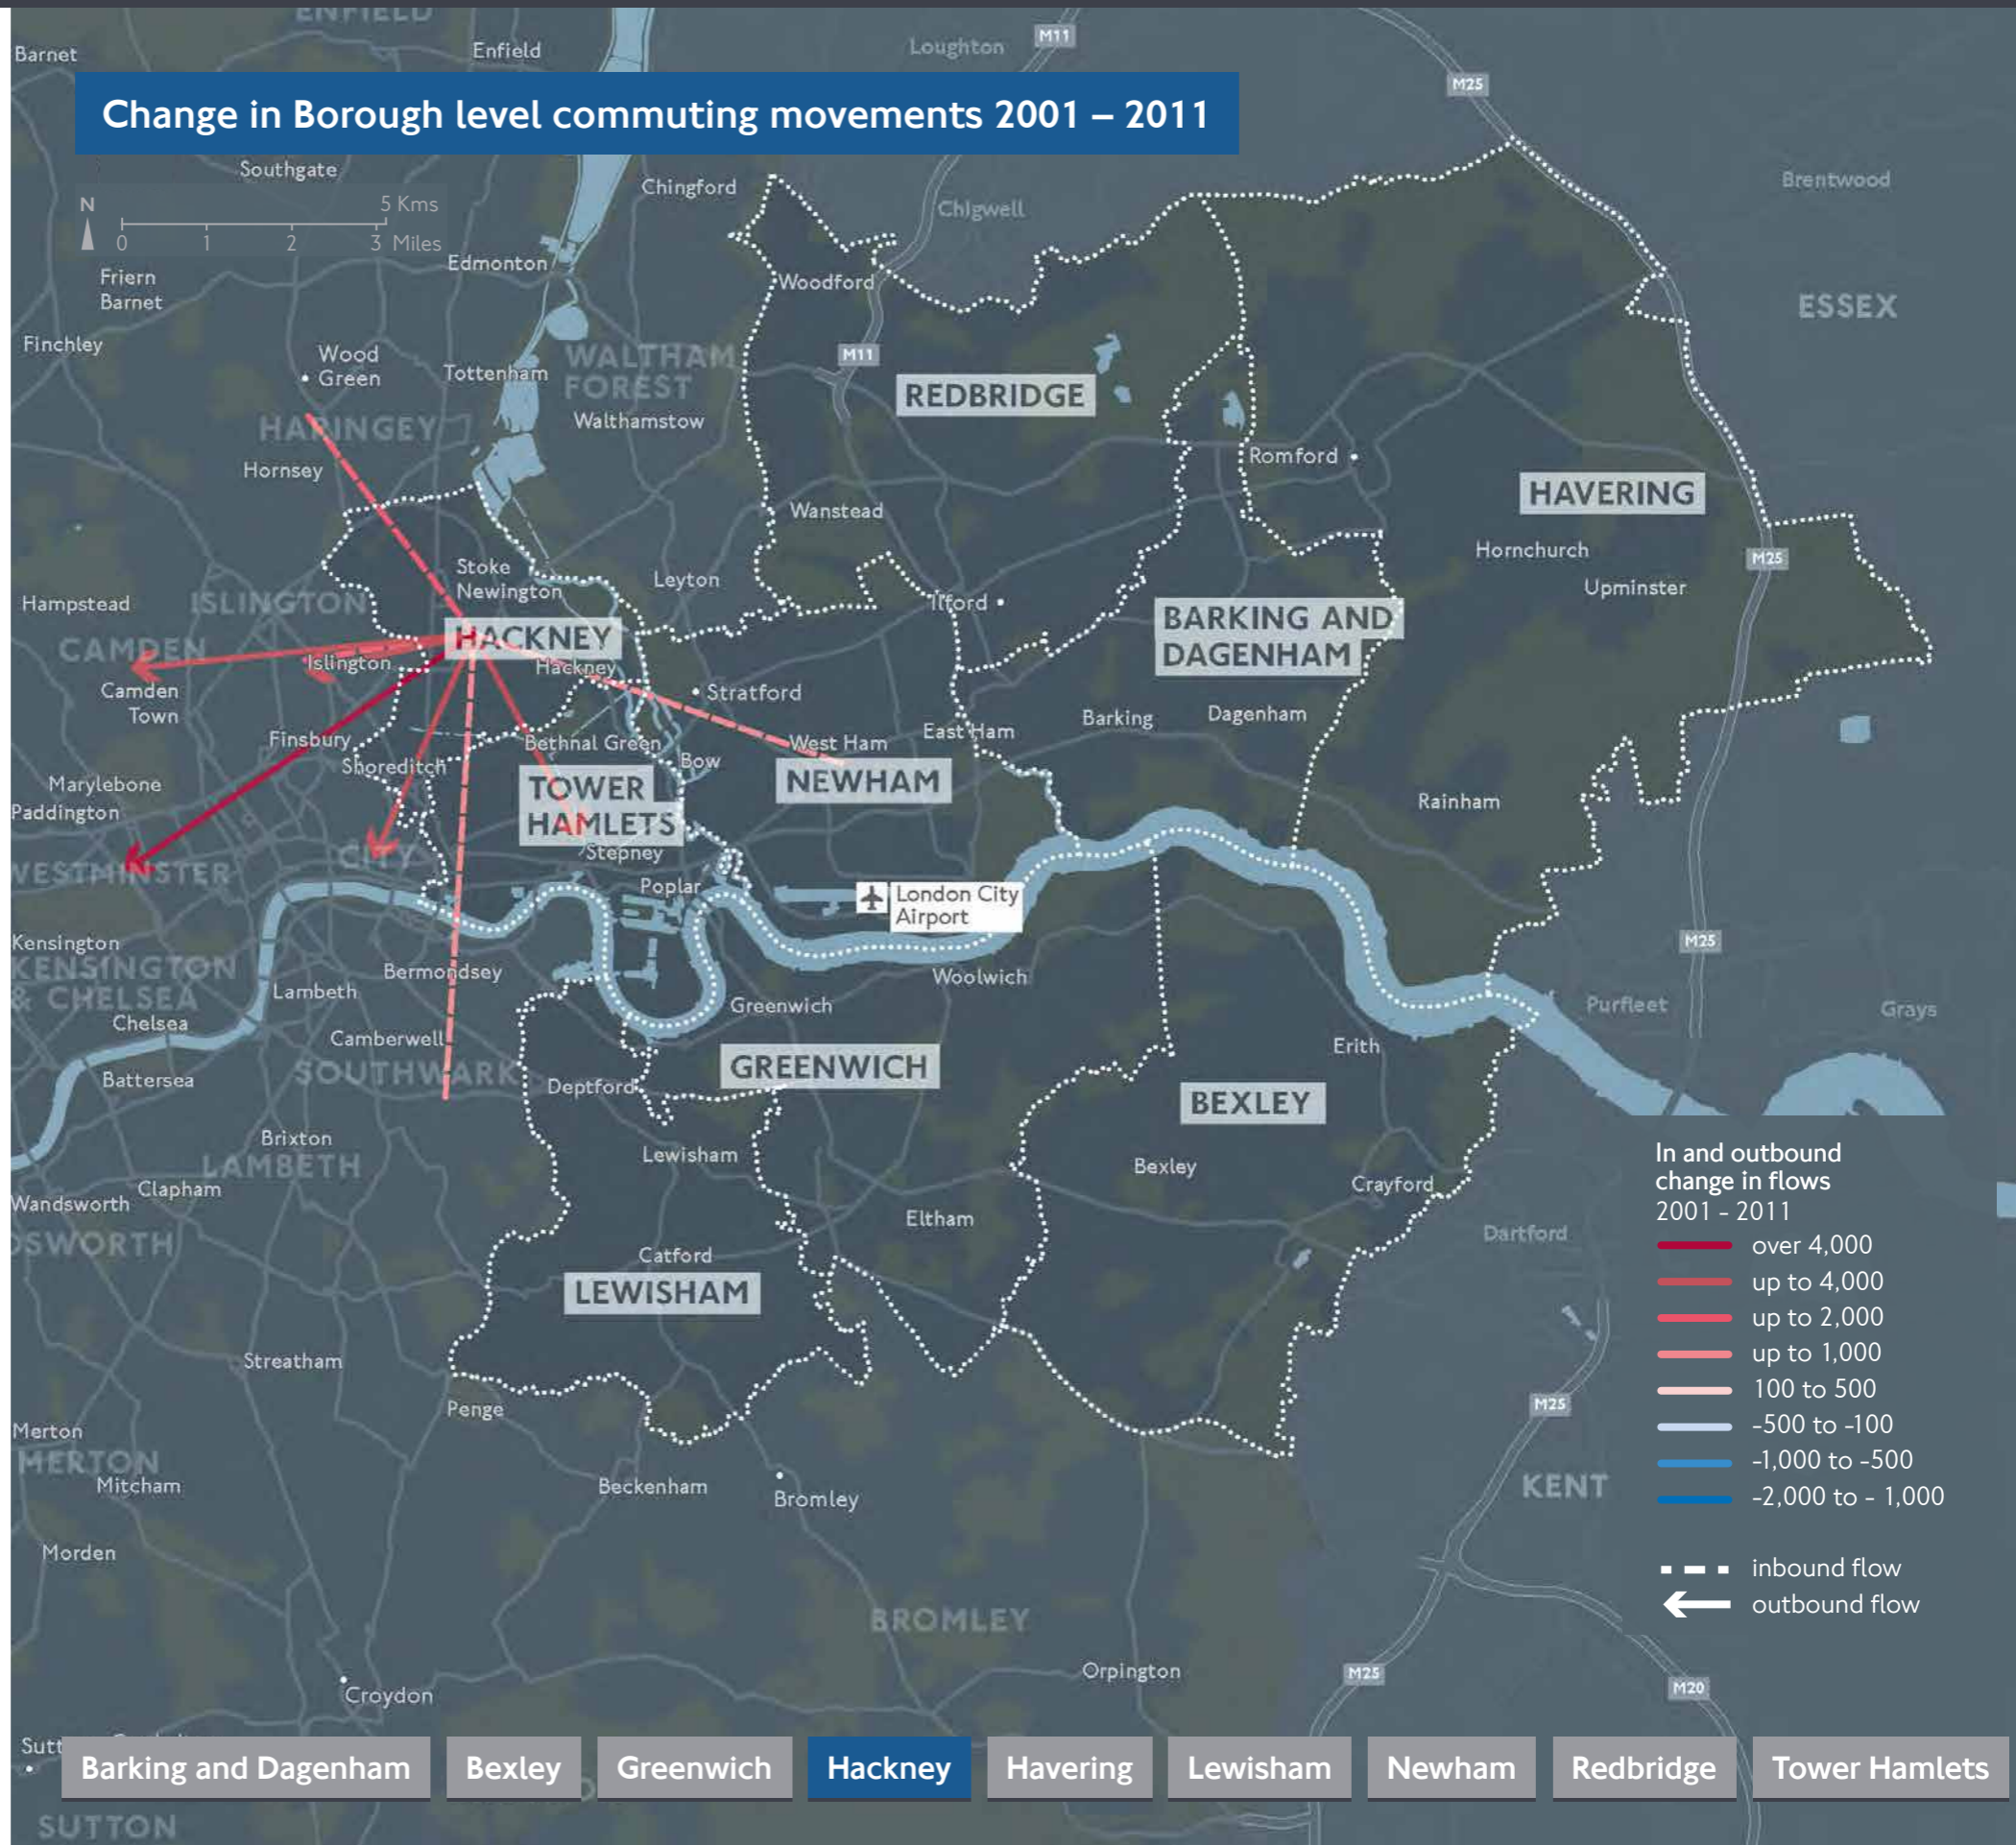 ENFIELD
Barnet
Enfield
Loughton
M11
M25
Change in Borough level commuting movements 2001 – 2011
Southgate
Chingford
Chigwell
Brentwood
N
5 Kms
0 1 2 3 Miles
Edmonton
Friern
Barnet
Woodford
ESSEX
Finchley
Wood
Green
Tottenham
WALTHAM
FOREST
M11
REDBRIDGE
Walthamstow
HARINGEY
Hornsey
Romford
HAVERING
Wanstead
Hornchurch
M25
Upminster
Stoke
Newington
Leyton
Hampstead
ISLINGTON
Ilford
BARKING AND
DAGENHAM
CAMDEN
HACKNEY
Islington
Hackney
Camden
Town
Stratford
Barking
Dagenham
Finsbury
Bethnal Green
West Ham
East Ham
Shoreditch
Bow
Marylebone
Paddington
TOWER
HAMLETS
NEWHAM
Rainham
CITY
Stepney
WESTMINSTER
Poplar
London City
Airport
Kensington
KENSINGTON
& CHELSEA
Bermondsey
Lambeth
Woolwich
M25
Chelsea
Greenwich
Purfleet
Grays
Camberwell
Erith
SOUTHWARK
GREENWICH
Battersea
Deptford
BEXLEY
Brixton
LAMBETH
Lewisham
Bexley
Clapham
Wandsworth
Crayford
Eltham
Dartford
DSWORTH
Catford
LEWISHAM
In and outbound
change in flows
2001 - 2011
over 4,000
up to 4,000
up to 2,000
up to 1,000
100 to 500
-500 to -100
-1,000 to -500
-2,000 to - 1,000
inbound flow
outbound flow
Streatham
Penge
M25
Merton
MERTON
Mitcham
Beckenham
Bromley
KENT
Morden
BROMLEY
Orpington
M25
M20
Croydon
Sutt
Barking and Dagenham
Bexley
Greenwich
Hackney
Havering
Lewisham
Newham
Redbridge
Tower Hamlets
SUTTON